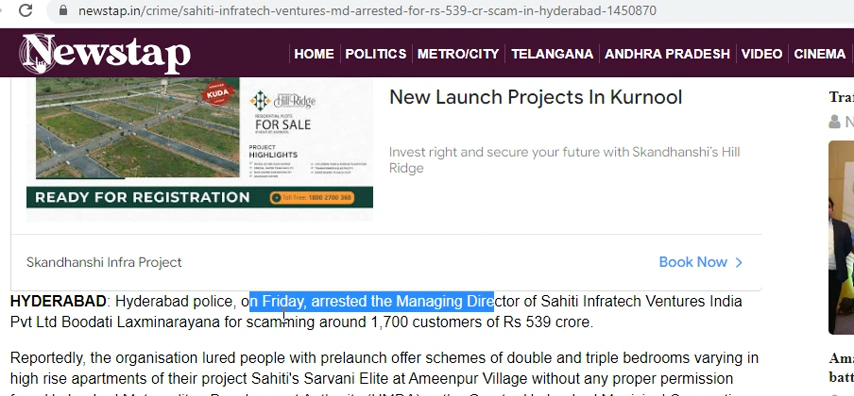 newstap.in/crime/sahiti-infratech-ventures-md-arrested-for-rs-539-cr-scam-in-hyderabad-1450870
Newstap
HOME POLITICS METRO/CITY TELANGANA ANDHRA PRADESH VIDEO CINEMA
KUDA
Hill-Ridge
RESIDENTIAL PLOTS
FOR SALE
PROJECT
HIGHLIGHTS
READY FOR REGISTRATION
Toll free: 1800 2700 368
New Launch Projects In Kurnool
Invest right and secure your future with Skandhanshi's Hill
Ridge
Skandhanshi Infra Project
Book Now
HYDERABAD: Hyderabad police, on Friday, arrested the Managing Director of Sahiti Infratech Ventures India
Pvt Ltd Boodati Laxminarayana for scamming around 1,700 customers of Rs 539 crore.
Reportedly, the organisation lured people with prelaunch offer schemes of double and triple bedrooms varying in
high rise apartments of their project Sahiti's Sarvani Elite at Ameenpur Village without any proper permission
Tra
N
Ama
batt